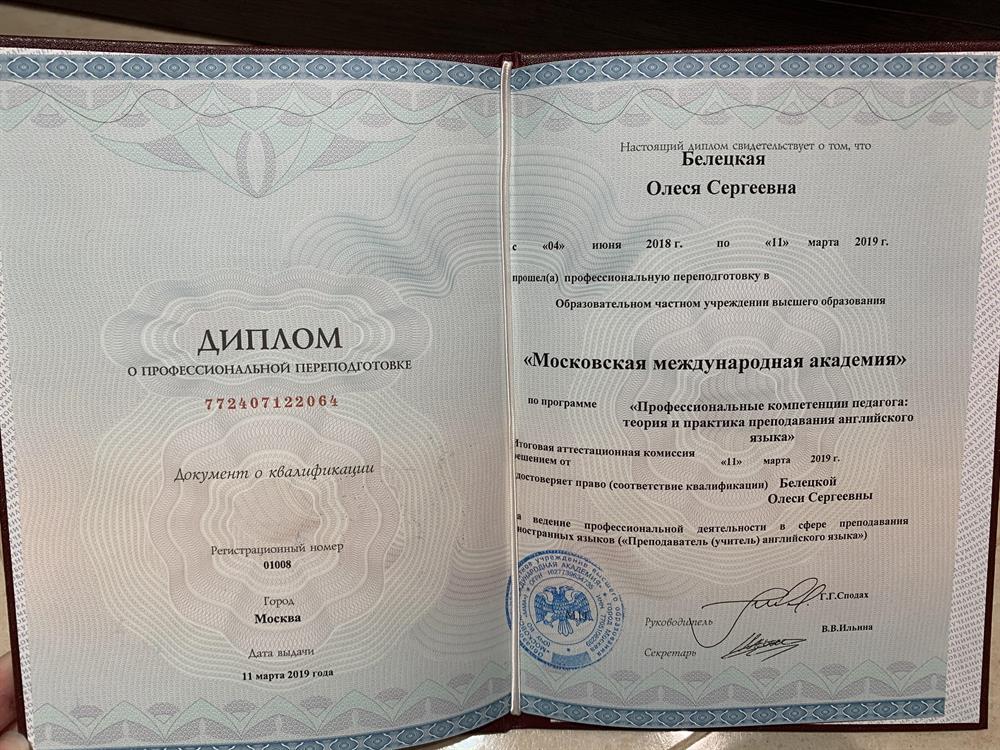 ДИПЛОМ
О ПРОФЕССИОНАЛЬНОЙ ПЕРЕПОДГОТОВКЕ
772407122064
Документ о квалификации
Регистрационный номер
01008
Город
Москва
Дата выдачи
11 марта 2019 года
Настоящий диплом свидетельствует о том, что
Белецкая
Олеся Сергеевна
с «04» июня 2018 г. по «11» марта 2019 г.
прошел(а) профессиональную переподготовку в
Образовательном частном учреждении высшего образования
«Московская международная академия»
по программе «Профессиональные компетенции педагога:
теория и практика преподавания английского
языка»
Итоговая аттестационная комиссия
решением от «11» марта 2019 г.
достоверяет право (соответствие квалификации) Белецкой
Олеси Сергеевны
а ведение профессиональной деятельности в сфере преподавания
ностранных языков («Преподаватель (учитель) английского языка»)
Руководитель Г.Г.Сподах
Секретарь В.В.Ильина